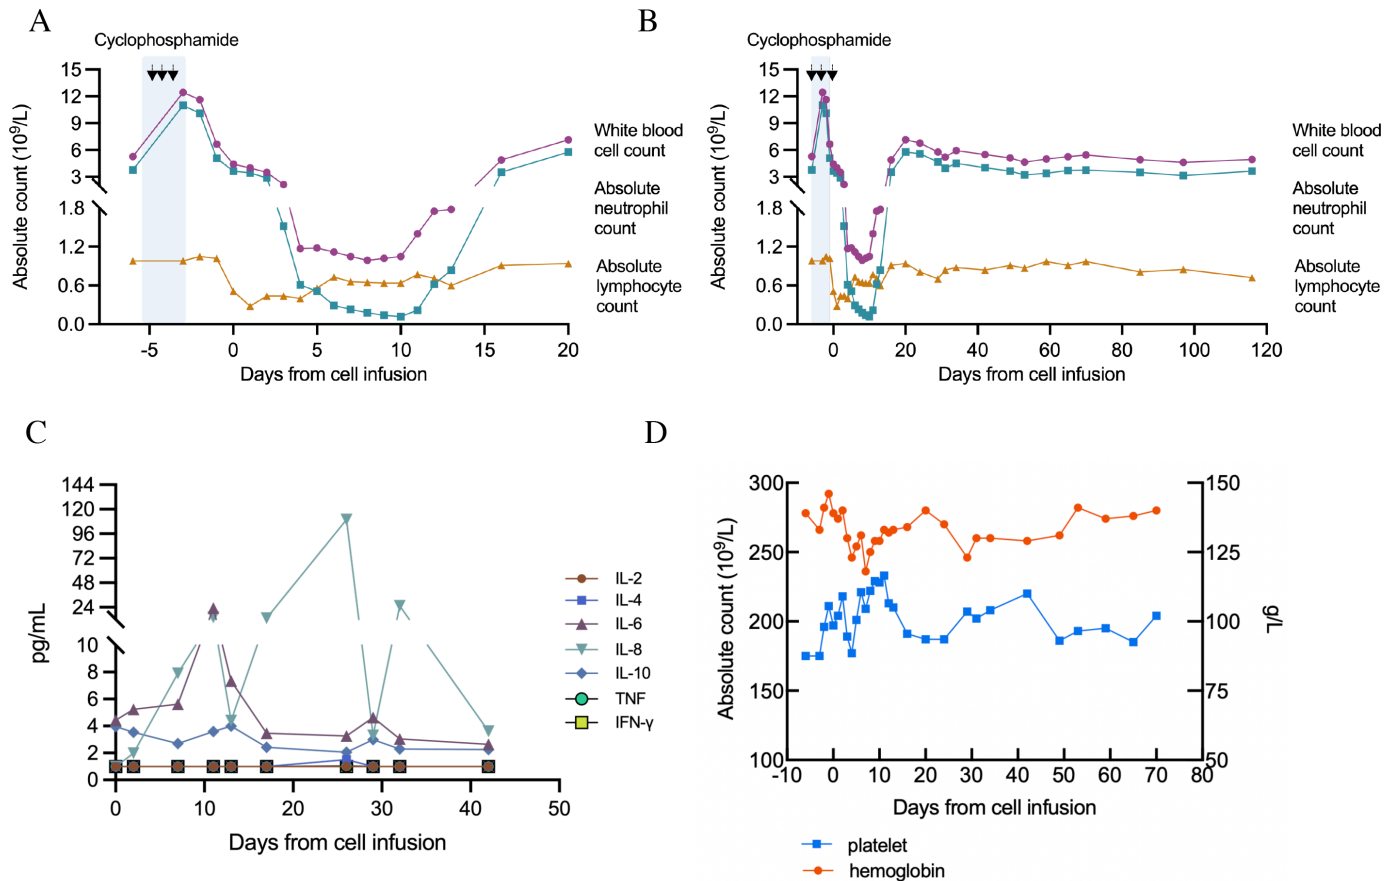 A
Cyclophosphamide
Absolute count (10⁹/L)
15
12
9
6
3
1.8
1.2
0.6
0.0
-5
0
5
10
15
20
Days from cell infusion
White blood
cell count
Absolute
neutrophil
count
Absolute
lymphocyte
count
B
Cyclophosphamide
Absolute count (10⁹/L)
15
12
9
6
3
1.8
1.2
0.6
0.0
0
20
40
60
80
100
120
Days from cell infusion
White blood
cell count
Absolute
neutrophil
count
Absolute
lymphocyte
count
C
pg/mL
144
120
96
72
48
24
10
8
6
4
2
0
0
10
20
30
40
50
Days from cell infusion
IL-2
IL-4
IL-6
IL-8
IL-10
TNF
IFN-γ
D
Absolute count (10⁹/L)
300
250
200
150
100
150
125
100
75
50
g/L
-10
0
10
20
30
40
50
60
70
80
Days from cell infusion
platelet
hemoglobin